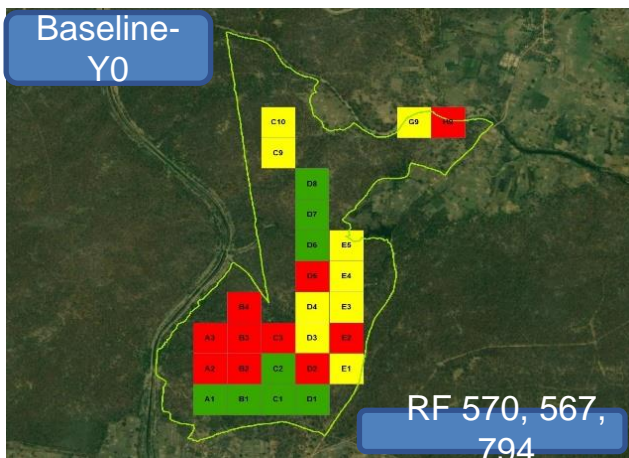 Baseline-
Y0
C10 G9
C9
D8
D7
D6 E5
D5 E4
B4 D4 E3
A3 B3 C3 D3 E2
A2 B2 C2 D2 E1
A1 B1 C1 D1
RF 570, 567,
794